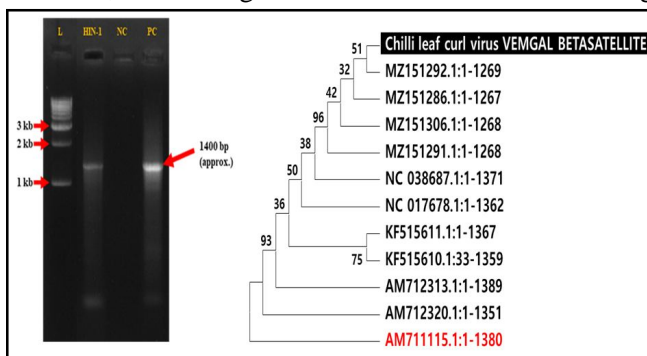 L HIN-1 NC PC
3 kb
2 kb
1 kb
1400 bp
(approx.)
Chilli leaf curl virus VEMGAL BETASATELLITE
MZ151292.1:1-1269
MZ151286.1:1-1267
MZ151306.1:1-1268
MZ151291.1:1-1268
NC 038687.1:1-1371
NC 017678.1:1-1362
KF515611.1:1-1367
KF515610.1:33-1359
AM712313.1:1-1389
AM712320.1:1-1351
AM711115.1:1-1380
51
32
42
96
38
50
36
75
93